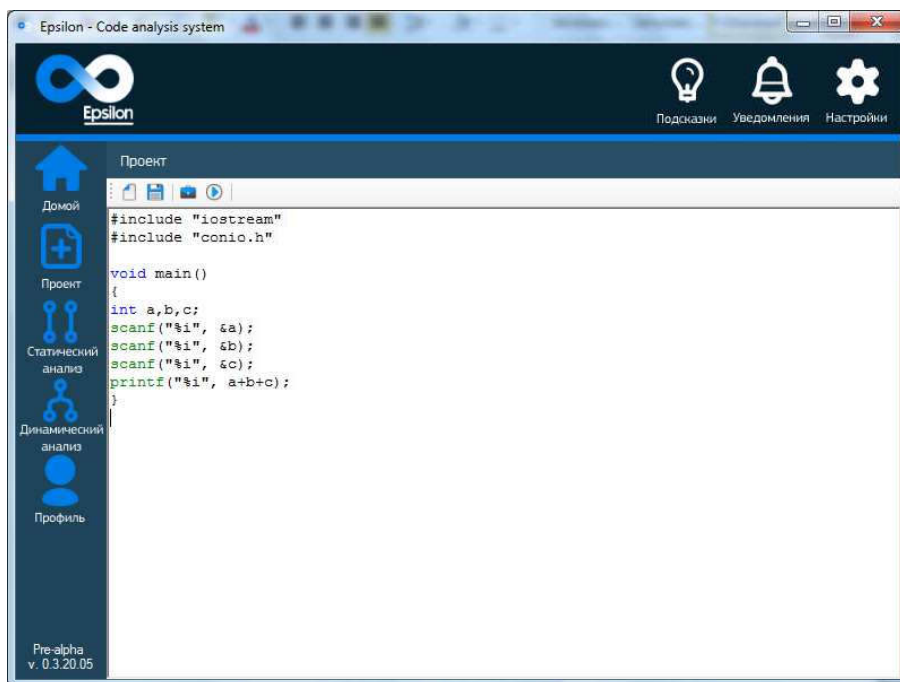 Epsilon - Code analysis system
Epsilon
Подсказки
Уведомления
Настройки
Домой
Проект
Статический
анализ
Динамический
анализ
Профиль
Pre-alpha
v. 0.3.20.05
Проект
#include "iostream"
#include "conio.h"
void main()
{
int a,b,c;
scanf("%i", &a);
scanf("%i", &b);
scanf("%i", &c);
printf("%i", a+b+c);
}